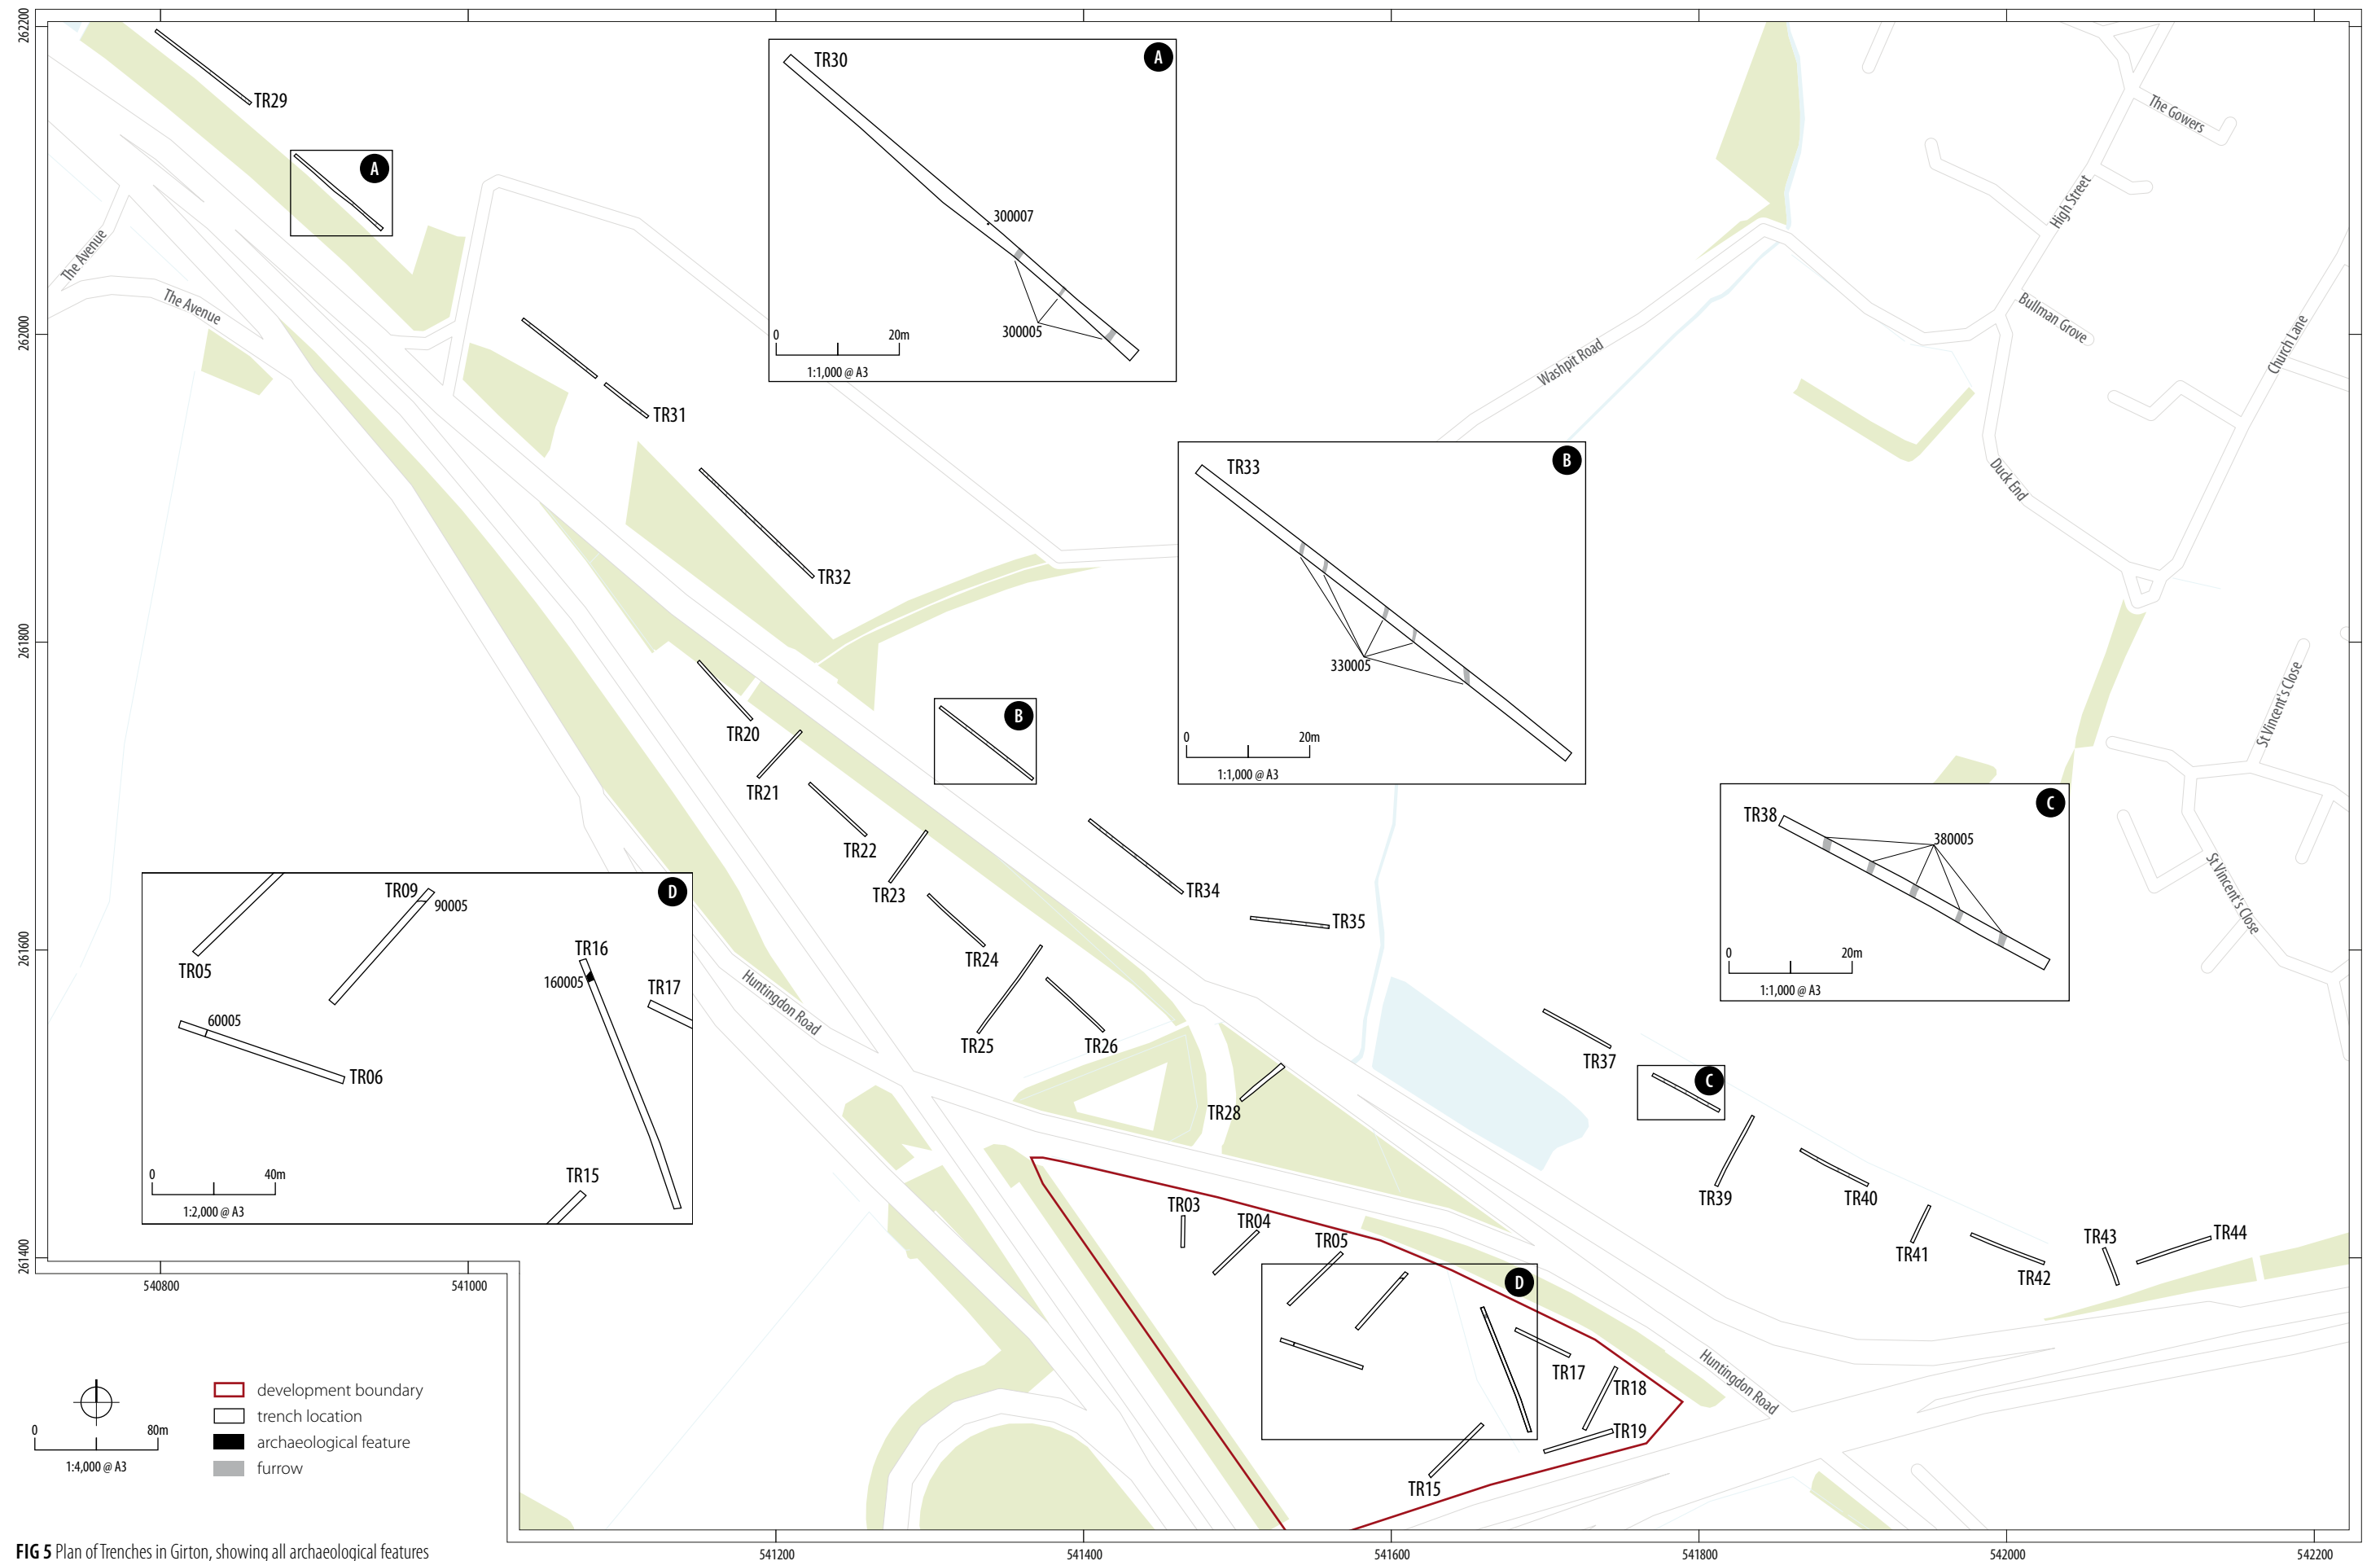 262200
262000
261800
261600
261400
540800
541000
541200
541400
541600
541800
542000
542200
TR29
A
The Avenue
The Avenue
A
TR30
300007
300005
0 20m
1:1,000 @ A3
TR31
TR32
B
TR33
330005
0 20m
1:1,000 @ A3
Washpit Road
The Gowers
High Street
Bullman Grove
Church Lane
Duck End
St Vincent's Close
St Vincent's Close
TR20
TR21
TR22
TR23
TR24
TR25
TR26
B
TR34
TR35
TR28
Huntingdon Road
C
TR38
380005
0 20m
1:1,000 @ A3
D
TR09
90005
TR05
TR16
160005
TR17
60005
TR06
TR15
0 40m
1:2,000 @ A3
TR37
C
TR39
TR40
TR41
TR42
TR43
TR44
TR03
TR04
TR05
D
TR17
TR18
TR19
TR15
Huntingdon Road
0 80m
1:4,000 @ A3
development boundary
trench location
archaeological feature
furrow
FIG 5 Plan of Trenches in Girton, showing all archaeological features